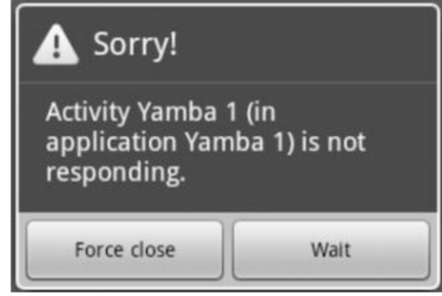 Sorry!
Activity Yamba 1 (in
application Yamba 1) is not
responding.
Force close
Wait